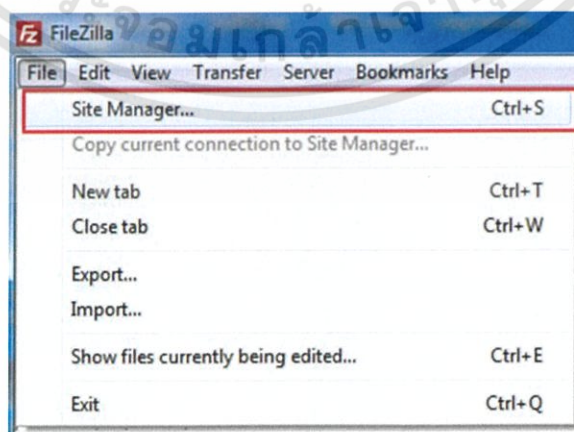 FileZilla
File Edit View Transfer Server Bookmarks Help
Site Manager... Ctrl+S
Copy current connection to Site Manager...
New tab Ctrl+T
Close tab Ctrl+W
Export...
Import...
Show files currently being edited... Ctrl+E
Exit Ctrl+Q